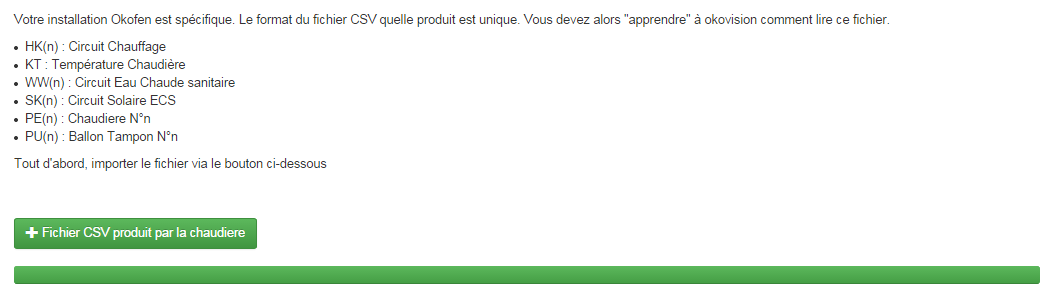 Votre installation Okofen est spécifique. Le format du fichier CSV quelle produit est unique. Vous devez alors "apprendre" à okovision comment lire ce fichier.
• HK(n) : Circuit Chauffage
• KT : Température Chaudière
• WW(n) : Circuit Eau Chaude sanitaire
• SK(n) : Circuit Solaire ECS
• PE(n) : Chaudiere N°n
• PU(n) : Ballon Tampon N°n
Tout d'abord, importer le fichier via le bouton ci-dessous
+ Fichier CSV produit par la chaudiere